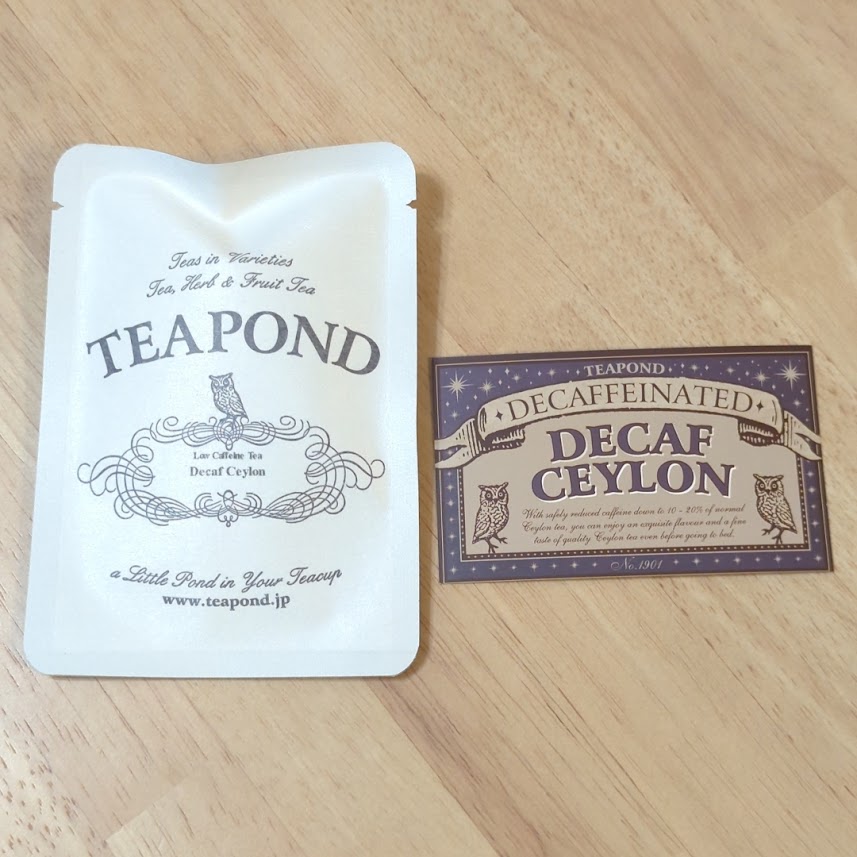 Teas in Varieties
Tea, Herb & Fruit Tea
TEAPOND
Low Caffeine Tea
Decaf Ceylon
a Little Pond in Your Teacup
www.teapond.jp
TEAPOND
DECAFFEINATED
DECAF
CEYLON
With safely reduced caffeine down to 10 - 20% of normal
Ceylon tea, you can enjoy an exquisite flavour and a fine
taste of quality Ceylon tea even before going to bed.
No.1901